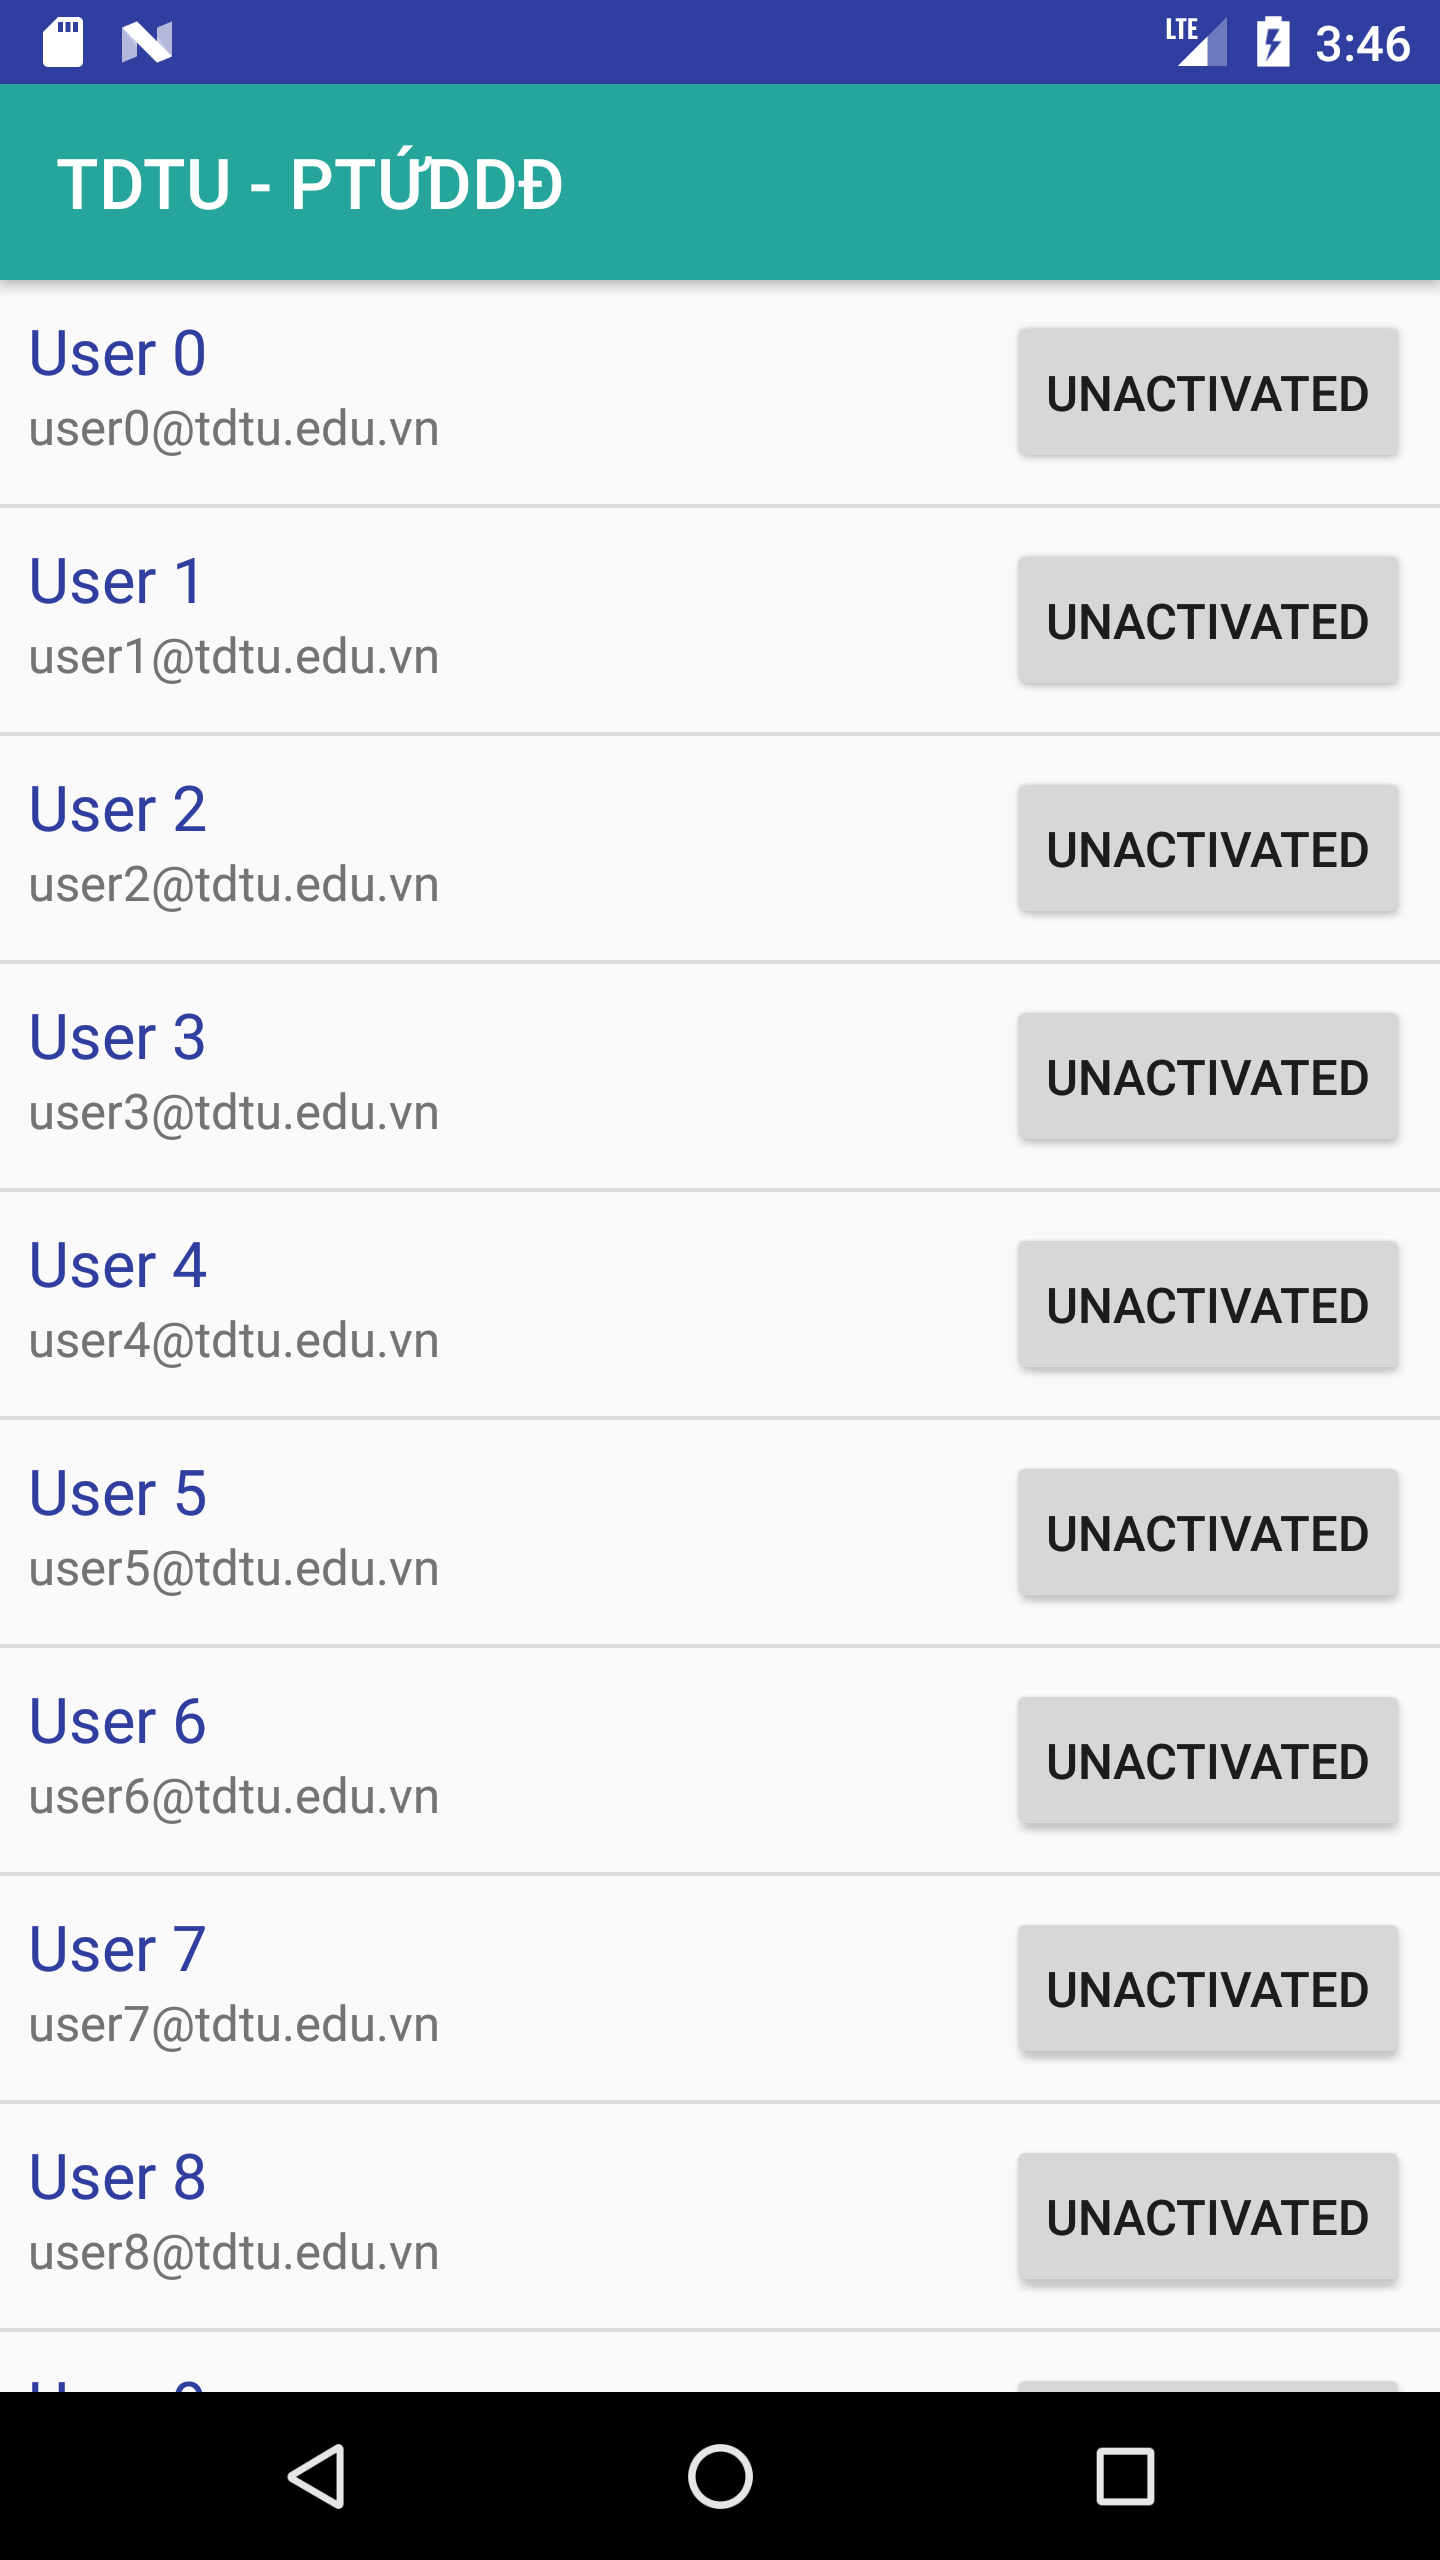 LTE 3:46
TDTU - PTỨDDĐ
User 0
user0@tdtu.edu.vn
UNACTIVATED
User 1
user1@tdtu.edu.vn
UNACTIVATED
User 2
user2@tdtu.edu.vn
UNACTIVATED
User 3
user3@tdtu.edu.vn
UNACTIVATED
User 4
user4@tdtu.edu.vn
UNACTIVATED
User 5
user5@tdtu.edu.vn
UNACTIVATED
User 6
user6@tdtu.edu.vn
UNACTIVATED
User 7
user7@tdtu.edu.vn
UNACTIVATED
User 8
user8@tdtu.edu.vn
UNACTIVATED